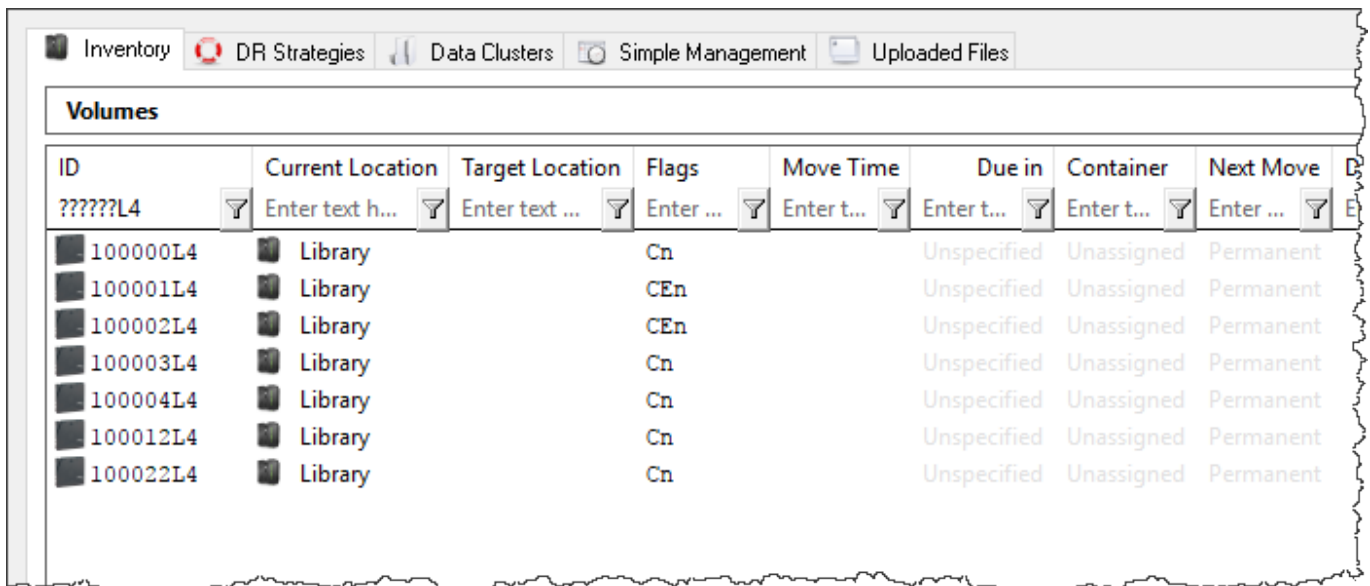 Inventory DR Strategies Data Clusters Simple Management Uploaded Files
Volumes
ID Current Location Target Location Flags Move Time Due in Container Next Move
??????L4 Enter text h... Enter text ... Enter ... Enter t... Enter t... Enter t... Enter ... E
100000L4 Library Cn Unspecified Unassigned Permanent
100001L4 Library CEn Unspecified Unassigned Permanent
100002L4 Library CEn Unspecified Unassigned Permanent
100003L4 Library Cn Unspecified Unassigned Permanent
100004L4 Library Cn Unspecified Unassigned Permanent
100012L4 Library Cn Unspecified Unassigned Permanent
100022L4 Library Cn Unspecified Unassigned Permanent